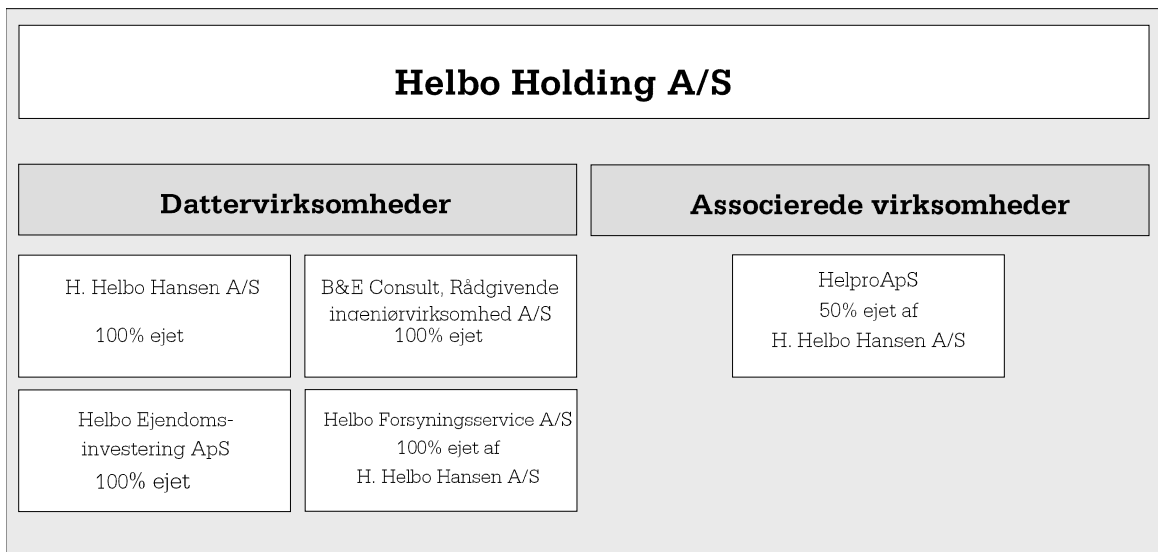 Helbo Holding A/S
Dattervirksomheder
Associerede virksomheder
H. Helbo Hansen A/S
100% ejet
B&E Consult, Rådgivende
ingeniørvirksomhed A/S
100% ejet
HelproApS
50% ejet af
H. Helbo Hansen A/S
Helbo Ejendoms-
investering ApS
100% ejet
Helbo Forsyningsservice A/S
100% ejet af
H. Helbo Hansen A/S